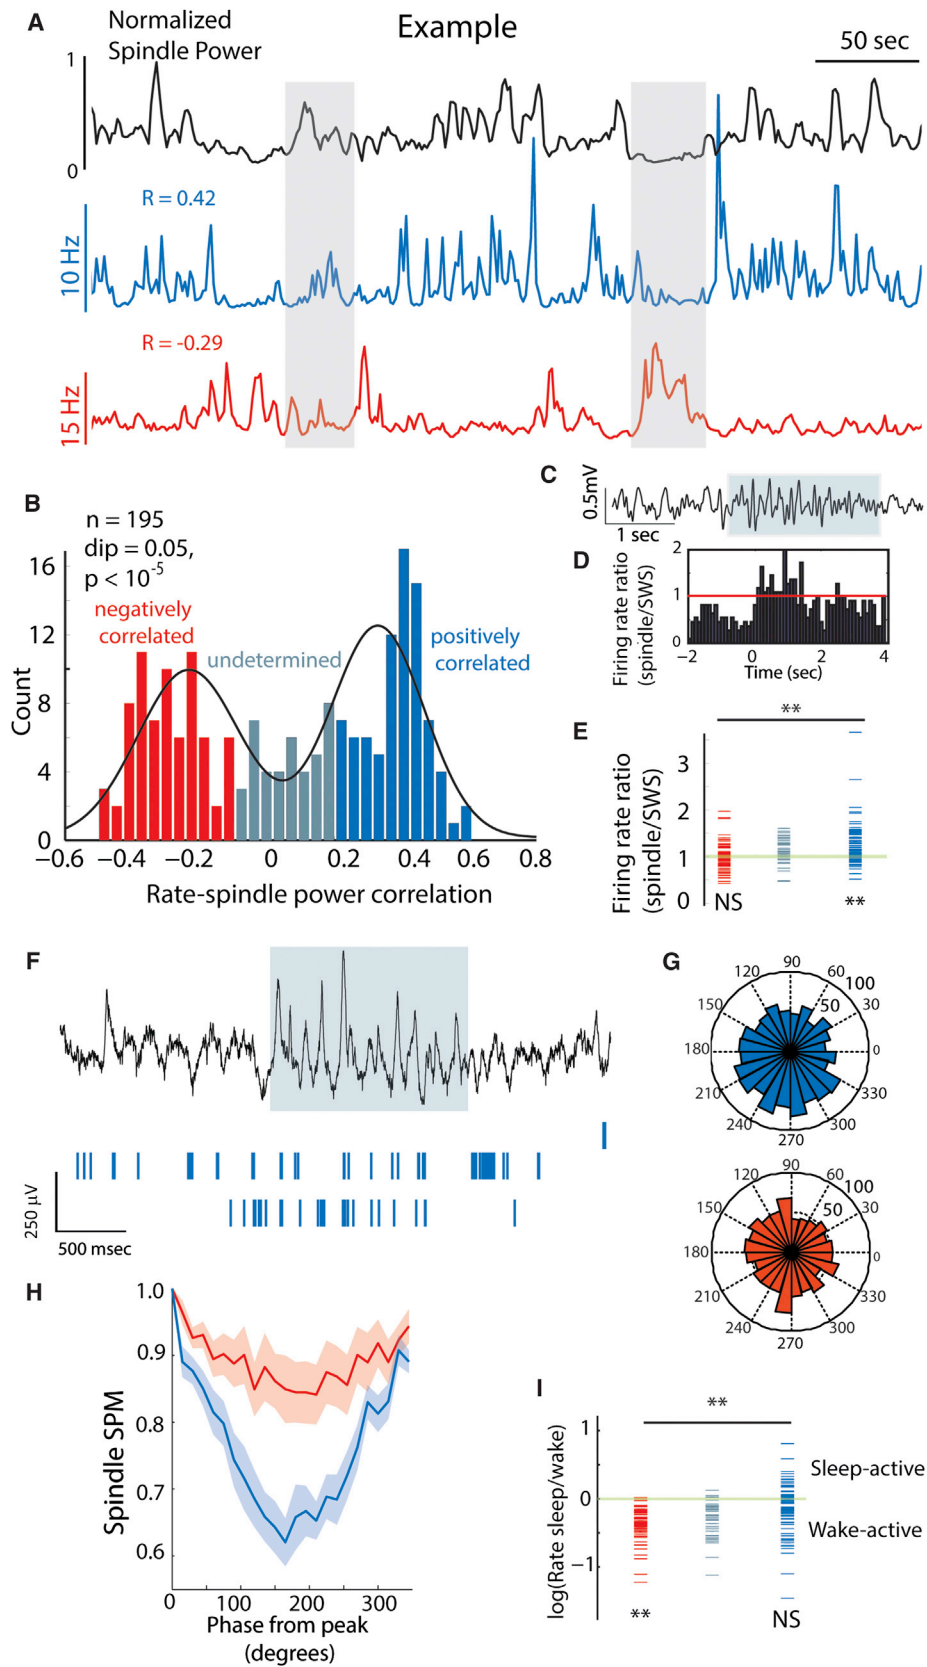 A
Normalized
Spindle Power
Example
50 sec
1
0
R = 0.42
10 Hz
R = -0.29
15 Hz
B
n = 195
dip = 0.05,
p < 10-5
negatively
correlated
undetermined
positively
correlated
Count
16
12
8
4
0
−0.6 −0.4 −0.2 0 0.2 0.4 0.6 0.8
Rate-spindle power correlation
C
0.5mV
1 sec
D
Firing rate ratio
(spindle/SWS)
2
1
0
−2 0 2 4
Time (sec)
E
**
Firing rate ratio
(spindle/SWS)
3
2
1
0
NS
**
F
250 µV
500 msec
G
90
120 60
100
150 50 30
180 0
210 330
240 300
270
90
120 60
100
150 50 30
180 0
210 330
240 300
270
H
Spindle SPM
1.0
0.9
0.8
0.7
0.6
0 100 200 300
Phase from peak
(degrees)
I
**
log(Rate sleep/wake)
1
0
−1
Sleep-active
Wake-active
**
NS